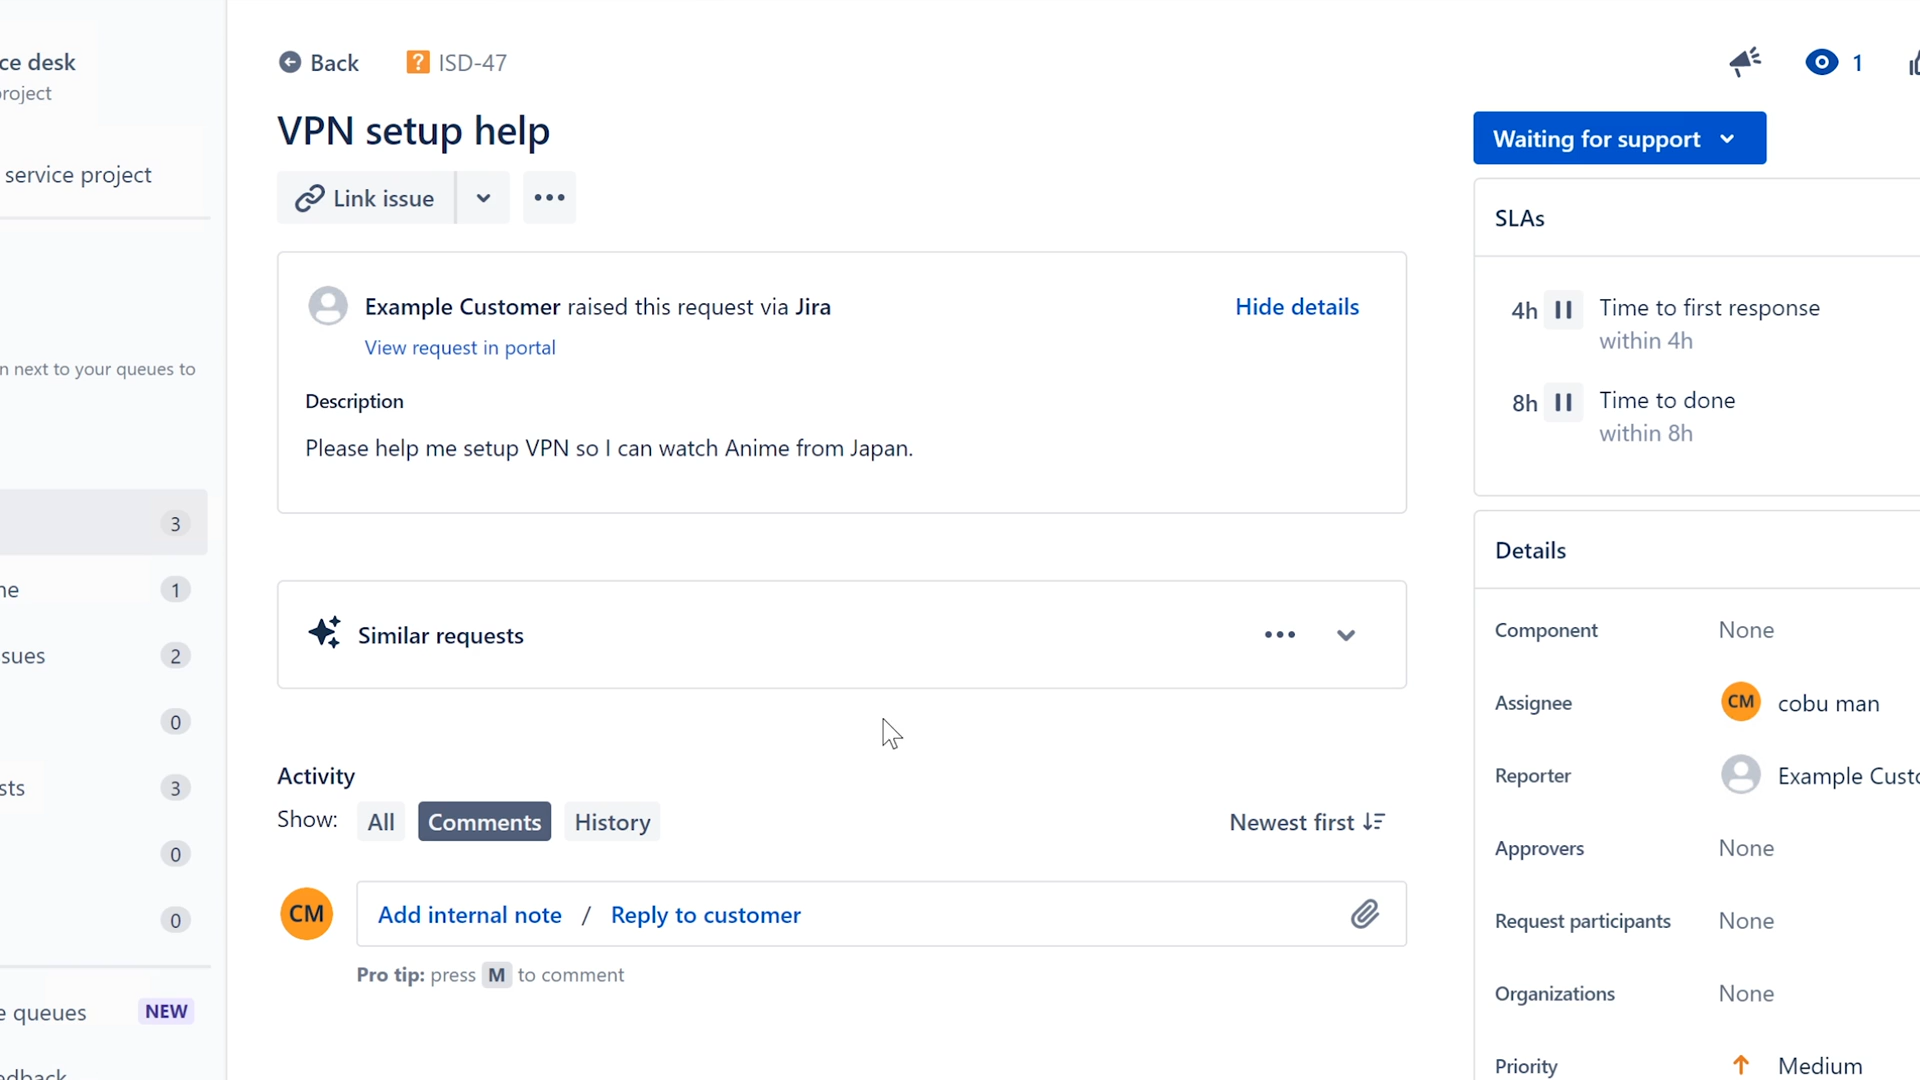 ce desk
roject
service project
n next to your queues to
3
ne 1
ssues 2
0
sts 3
0
0
e queues NEW
edback
Back ISD-47
1
VPN setup help
Link issue
Example Customer raised this request via Jira
Hide details
View request in portal
Description
Please help me setup VPN so I can watch Anime from Japan.
Similar requests
Activity
Show: All Comments History
Newest first
CM Add internal note / Reply to customer
Pro tip: press M to comment
Waiting for support
SLAs
4h Time to first response
within 4h
8h Time to done
within 8h
Details
Component None
Assignee CM cobu man
Reporter Example Custo
Approvers None
Request participants None
Organizations None
Priority Medium